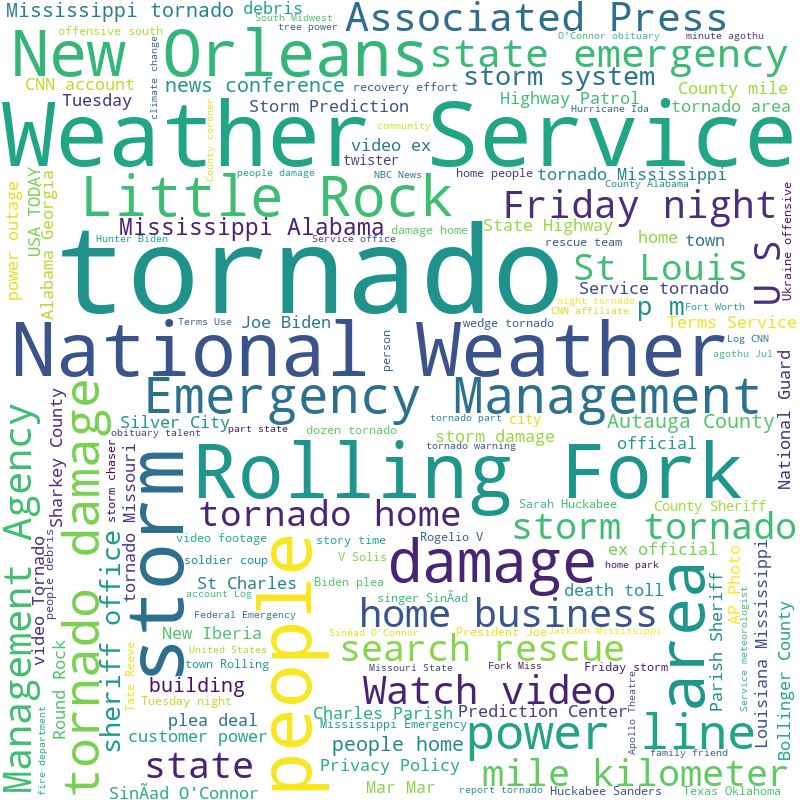 Mississippi tornado debris
South Midwest
tree power
Associated Press
offensive south
New Orleans
climate change
O'Connor obituary
minute agothu
state emergency
CNN account
news conference
recovery effort
storm system
County mile
Tuesday
Storm Prediction
Highway Patrol
Hurricane Ida
tornado area
Weather Service
County coroner
community
video ex
twister
people damage
NBC News
home people
tornado Mississippi
County Alabama
USA TODAY
Alabama Georgia
power outage
Little Rock
Friday night
U S
Ukraine offensive
Mississippi Alabama
damage home
State Highway
home
town
Hunter Biden
Service office
rescue team
tornado
St Louis
Service tornado
night tornado
CNN affiliate
p m
Fort Worth
Terms Use
Joe Biden
wedge tornado
Terms Service
National Weather
person
Log CNN
agothu Jul
National Guard
Emergency Management
Management Agency
tornado damage
Sharkey County
Silver City
obituary talent
part state
dozen tornado
tornado part
city
storm damage
Autauga County
official
tornado warning
storm chaser
tornado Missouri
storm
Rolling Fork
Sarah Huckabee
County Sheriff
tornado home
storm tornado
video Tornado
people debris
sheriff office
video footage
story time
Rogelio V
soldier coup
V Solis
damage
ex official
home park
AP Photo
Service meteorologist
Louisiana Mississippi
Bollinger County
St Charles
Biden plea
death toll
account Log
singer SinÃad
people
area
Parish Sheriff
Federal Emergency
home business
New Iberia
Sinéad O'Connor
President Joe
Jackson Mississippi
United States
search rescue
town Rolling
Missouri State
Fork Miss
Friday storm
Round Rock
Tate Reeve
building
Tuesday night
Watch video
fire department
plea deal
Charles Parish
Prediction Center
Apollo Theatre
customer power
Mississippi Emergency
power line
people home
family friend
state
Privacy Policy
mile kilometer
Mar Mar
SinÃad O'Connor
report tornado
Huckabee Sanders
Texas Oklahoma